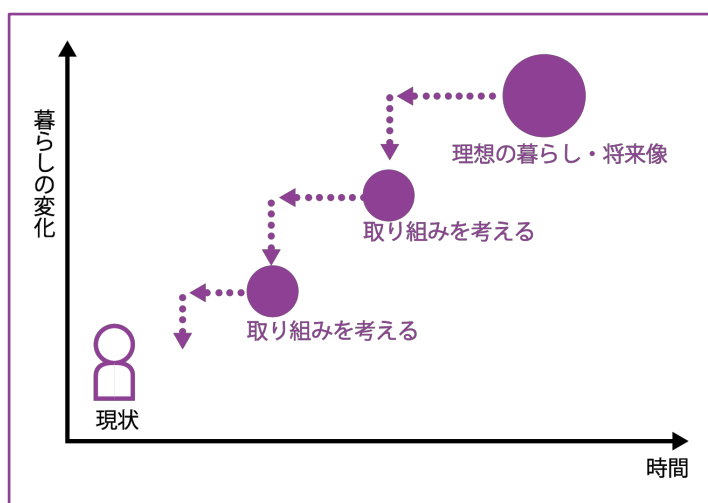 暮らしの変化
理想の暮らし・将来像
取り組みを考える
取り組みを考える
現状
時間